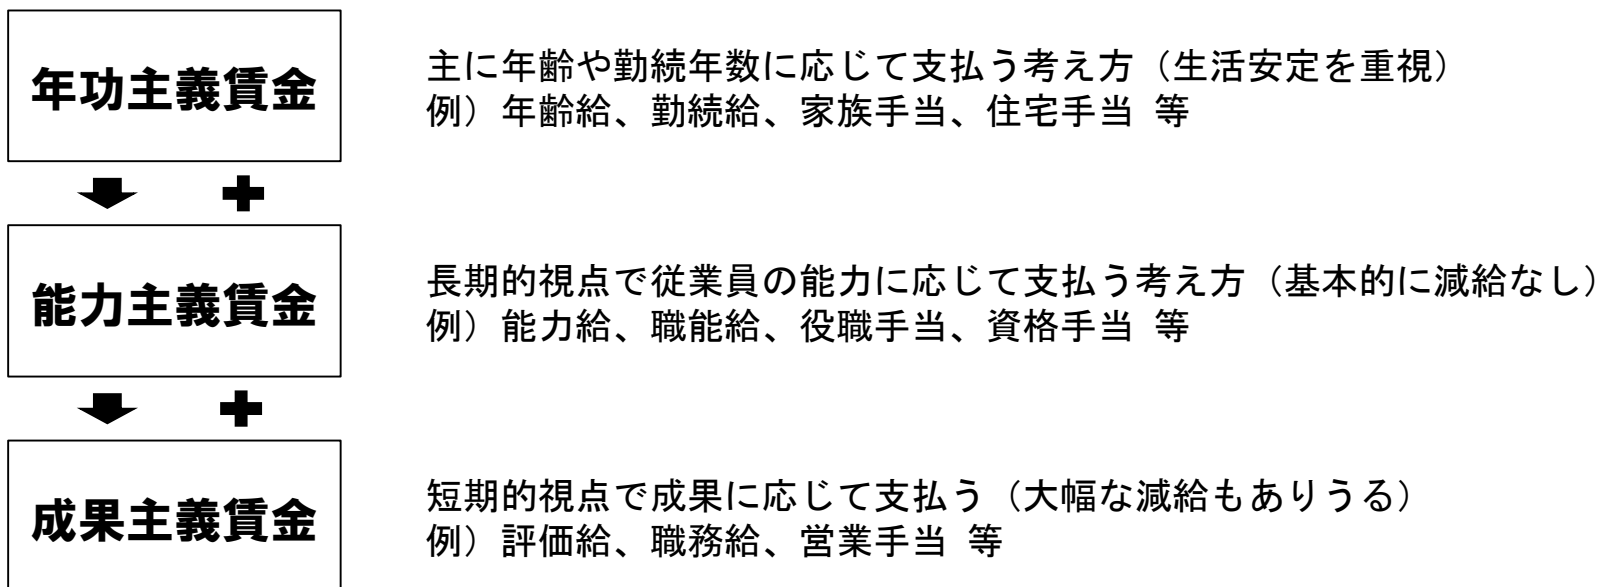 年功主義賃金
主に年齢や勤続年数に応じて支払う考え方（生活安定を重視）
例）年齢給、勤続給、家族手当、住宅手当 等
能力主義賃金
長期的視点で従業員の能力に応じて支払う考え方（基本的に減給なし）
例）能力給、職能給、役職手当、資格手当 等
成果主義賃金
短期的視点で成果に応じて支払う（大幅な減給もありうる）
例）評価給、職務給、営業手当 等